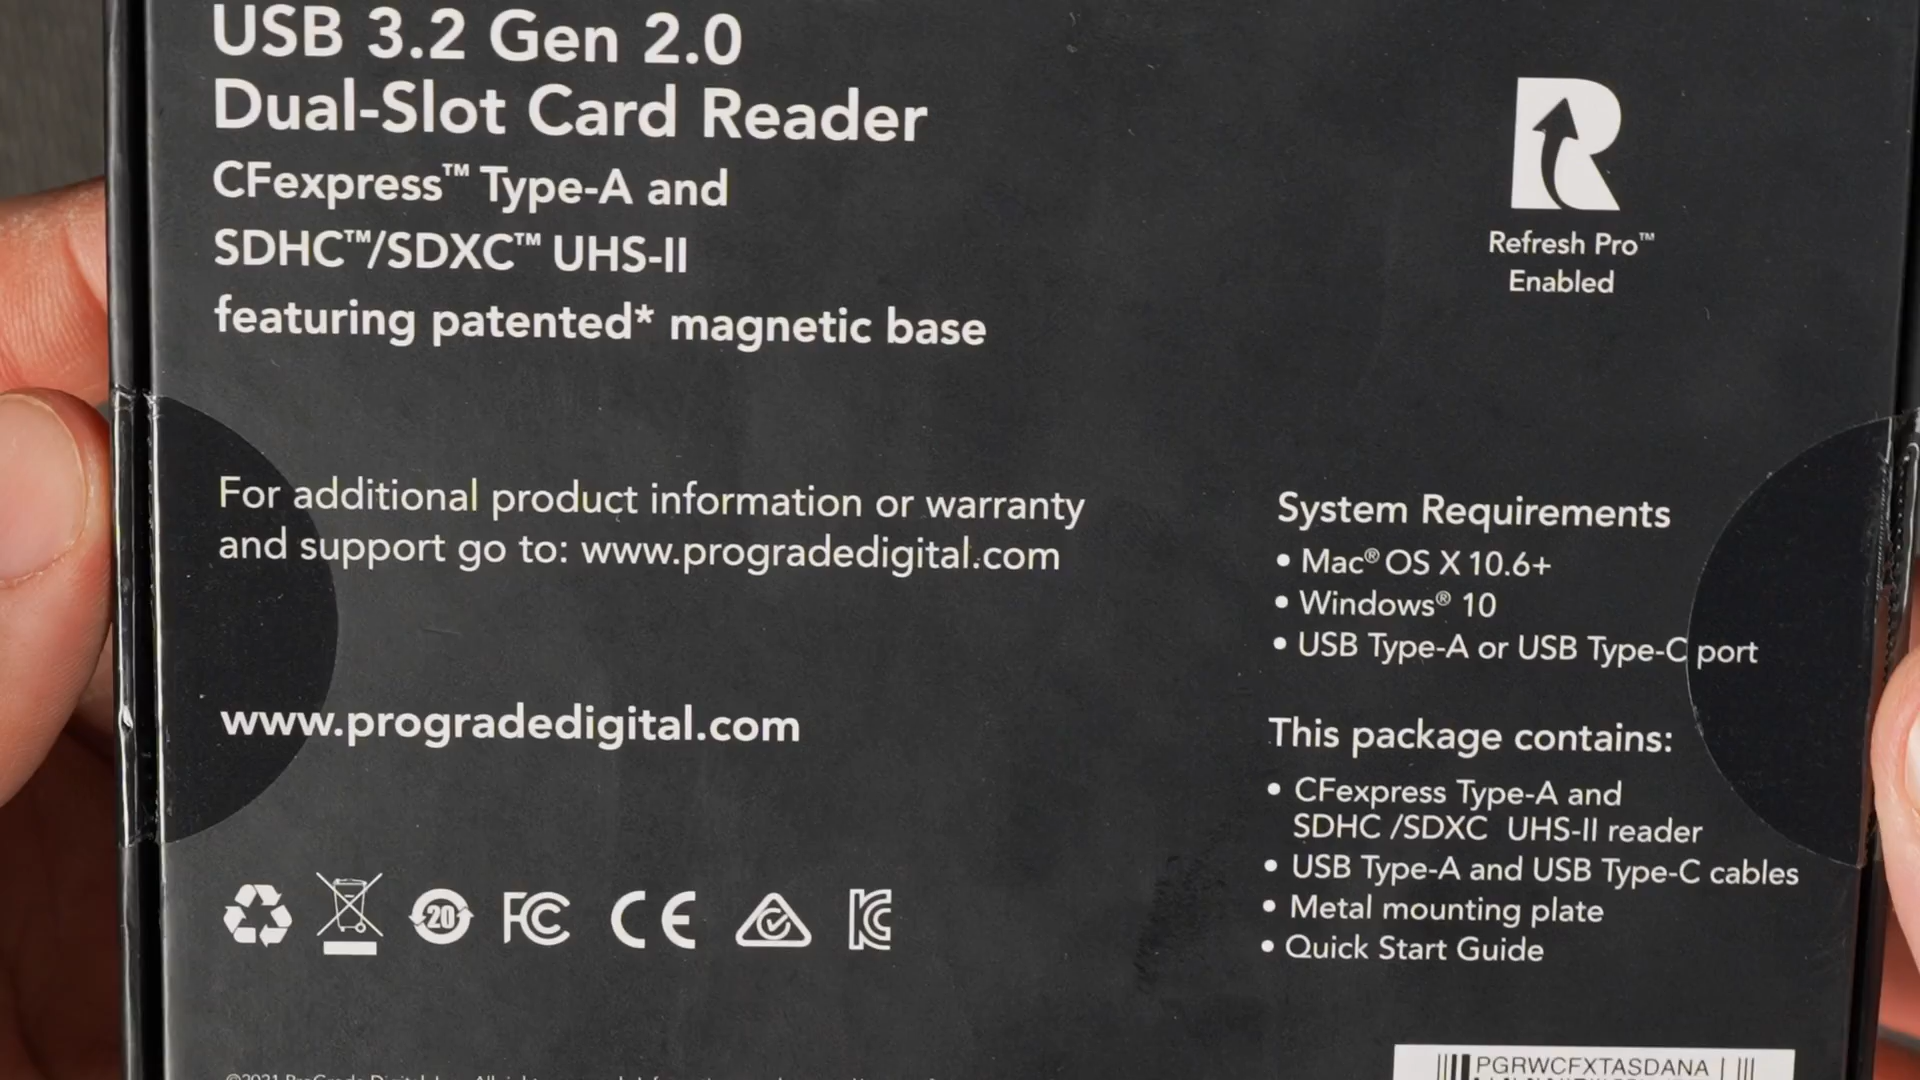 USB 3.2 Gen 2.0
Dual-Slot Card Reader
CFexpress™ Type-A and
SDHC™/SDXC™ UHS-II
featuring patented* magnetic base
Refresh Pro™
Enabled
For additional product information or warranty
and support go to: www.progradedigital.com
www.progradedigital.com
System Requirements
• Mac® OS X 10.6+
• Windows® 10
• USB Type-A or USB Type-C port
This package contains:
• CFexpress Type-A and
SDHC /SDXC UHS-II reader
• USB Type-A and USB Type-C cables
• Metal mounting plate
• Quick Start Guide
20 FC CE
PGRWCFXTASDANA
©2021 ProGrade Digital